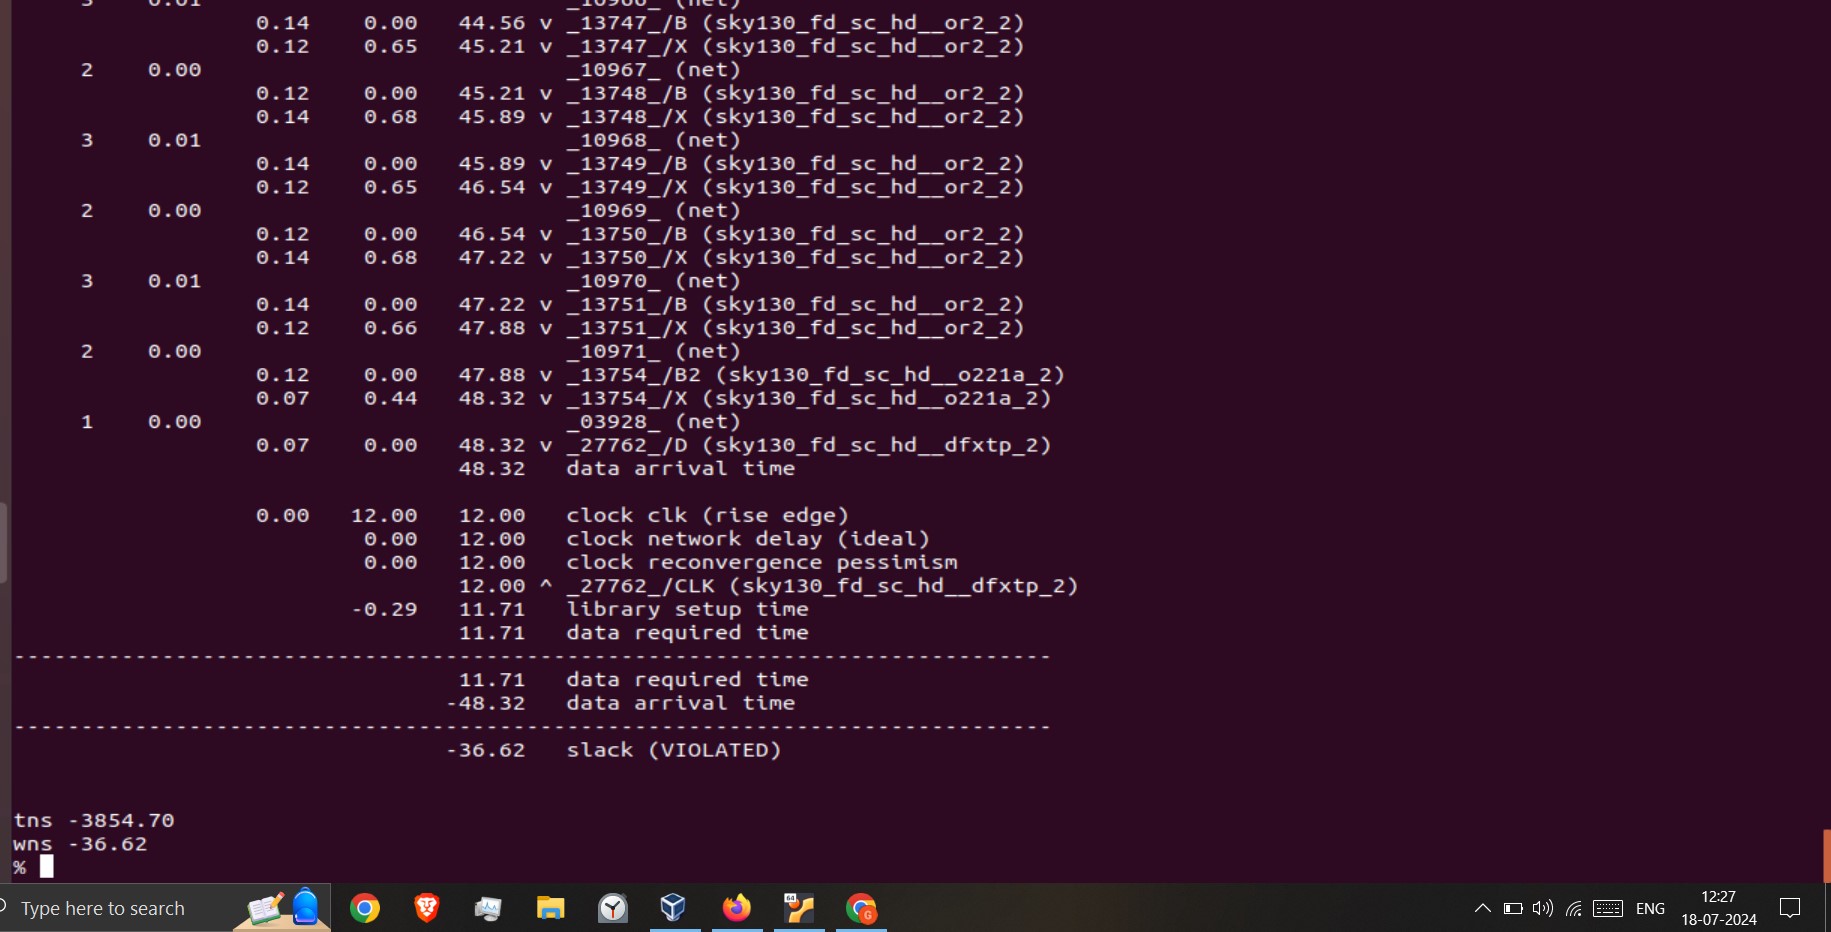 3 0.01 _10966_ (net)
0.14 0.00 44.56 v _13747_/B (sky130_fd_sc_hd__or2_2)
0.12 0.65 45.21 v _13747_/X (sky130_fd_sc_hd__or2_2)
2 0.00 _10967_ (net)
0.12 0.00 45.21 v _13748_/B (sky130_fd_sc_hd__or2_2)
0.14 0.68 45.89 v _13748_/X (sky130_fd_sc_hd__or2_2)
3 0.01 _10968_ (net)
0.14 0.00 45.89 v _13749_/B (sky130_fd_sc_hd__or2_2)
0.12 0.65 46.54 v _13749_/X (sky130_fd_sc_hd__or2_2)
2 0.00 _10969_ (net)
0.12 0.00 46.54 v _13750_/B (sky130_fd_sc_hd__or2_2)
0.14 0.68 47.22 v _13750_/X (sky130_fd_sc_hd__or2_2)
3 0.01 _10970_ (net)
0.14 0.00 47.22 v _13751_/B (sky130_fd_sc_hd__or2_2)
0.12 0.66 47.88 v _13751_/X (sky130_fd_sc_hd__or2_2)
2 0.00 _10971_ (net)
0.12 0.00 47.88 v _13754_/B2 (sky130_fd_sc_hd__o221a_2)
0.07 0.44 48.32 v _13754_/X (sky130_fd_sc_hd__o221a_2)
1 0.00 _03928_ (net)
0.07 0.00 48.32 v _27762_/D (sky130_fd_sc_hd__dfxtp_2)
48.32 data arrival time
0.00 12.00 12.00 clock clk (rise edge)
0.00 12.00 clock network delay (ideal)
0.00 12.00 clock reconvergence pessimism
12.00 ^ _27762_/CLK (sky130_fd_sc_hd__dfxtp_2)
-0.29 11.71 library setup time
11.71 data required time
-----------------------------------------------------------------------------
11.71 data required time
-48.32 data arrival time
-----------------------------------------------------------------------------
-36.62 slack (VIOLATED)
tns -3854.70
wns -36.62
%
Type here to search
64
G
ENG
12:27
18-07-2024